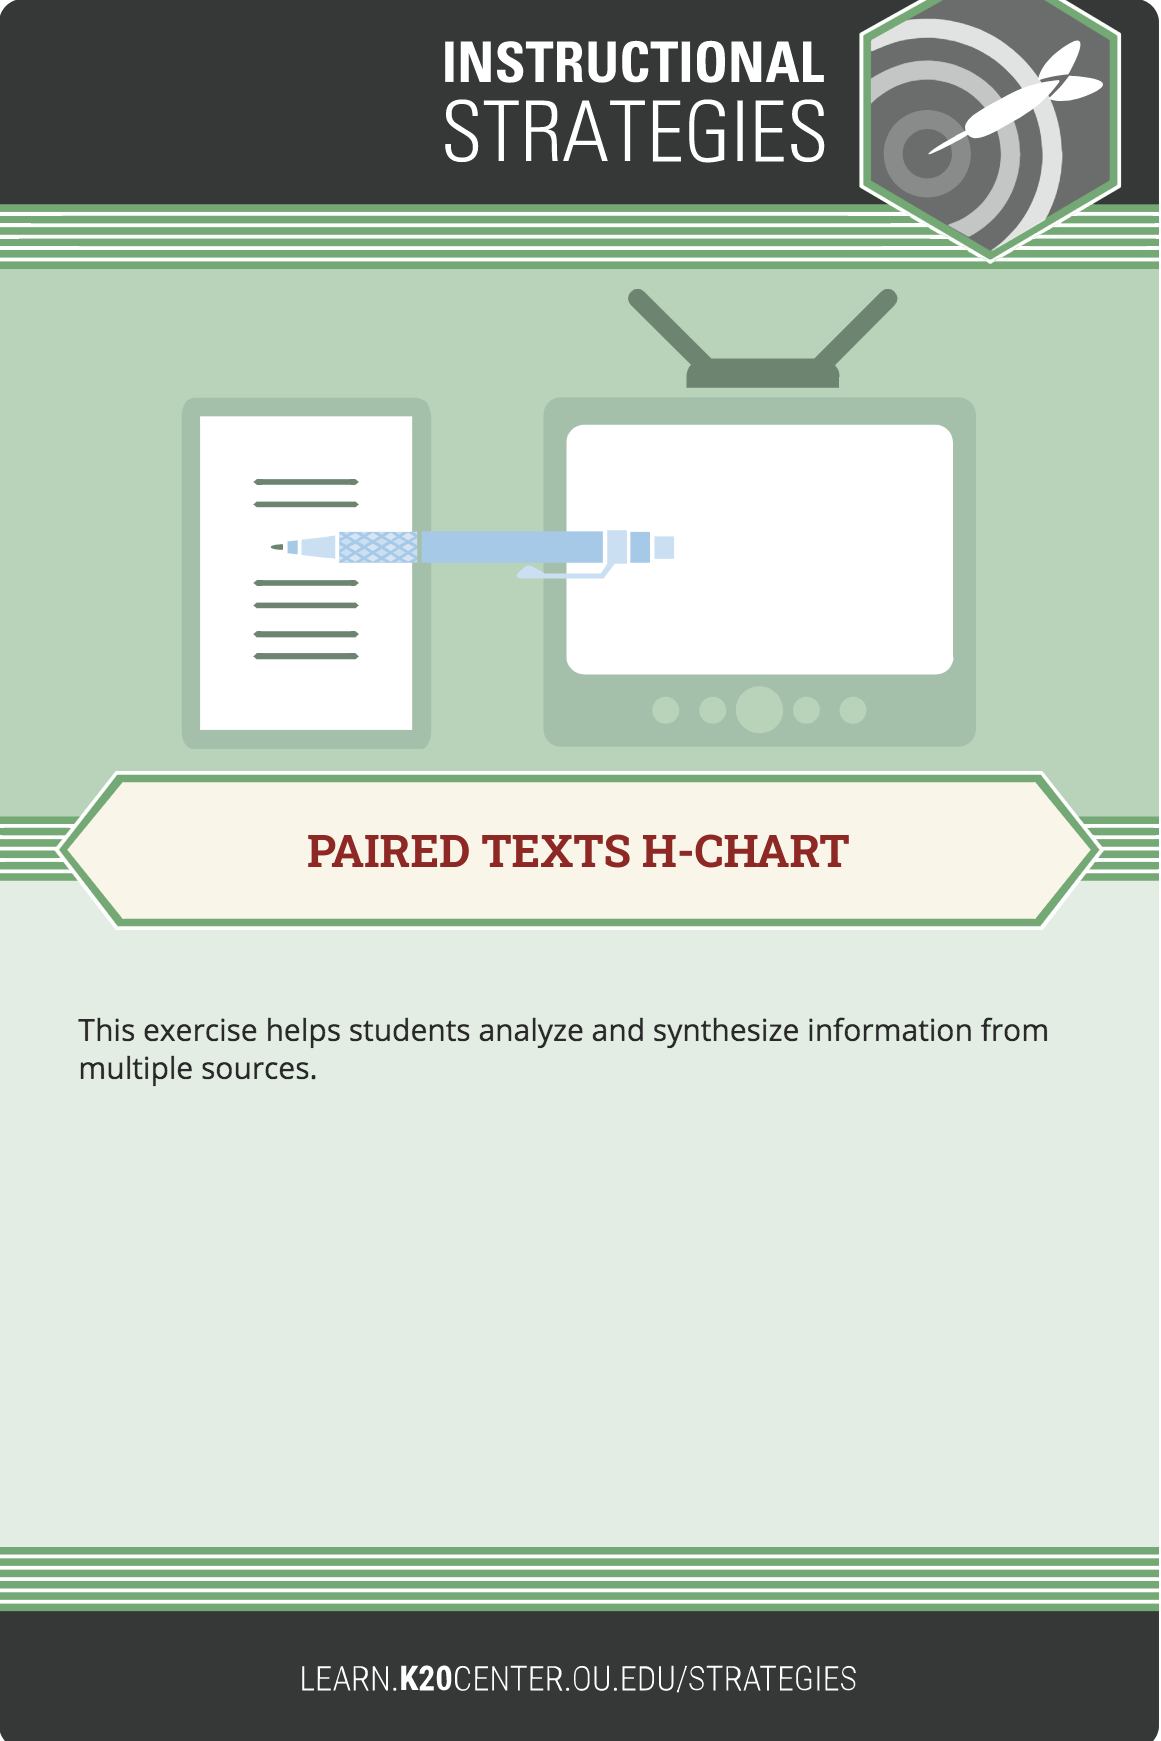 INSTRUCTIONAL
STRATEGIES
PAIRED TEXTS H-CHART
This exercise helps students analyze and synthesize information from
multiple sources.
LEARN.K20CENTER.OU.EDU/STRATEGIES